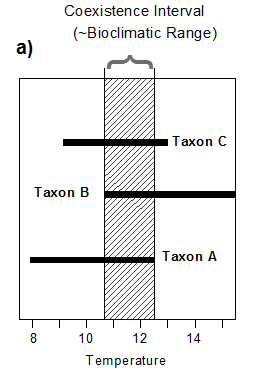 Coexistence Interval
(~Bioclimatic Range)
a)
Taxon C
Taxon B
Taxon A
8 10 12 14
Temperature